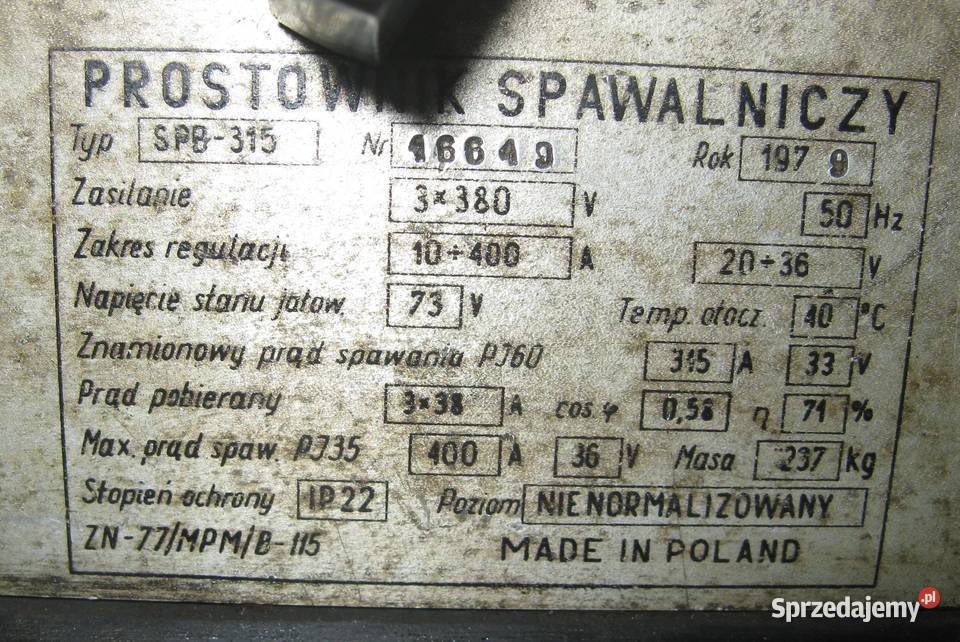 PROSTOWNIK SPAWALNICZY
Typ SPB-315 Nr 16619 Rok 1979
Zasilanie 3×380 V 50 Hz
Zakres regulacji 10÷400 A 20÷36 V
Napięcie stanu jałow. 73 V Temp. otocz. 40 °C
Znamionowy prąd spawania PJ60 315 A 33 V
Prąd pobierany 3×38 A cos φ 0,58 η 71 %
Max. prąd spaw. PJ35 400 A 36 V Masa 237 kg
Stopień ochrony IP22 Poziom NIENORMALIZOWANY
ZN-77/MPM/B-115 MADE IN POLAND
Sprzedajemy.pl